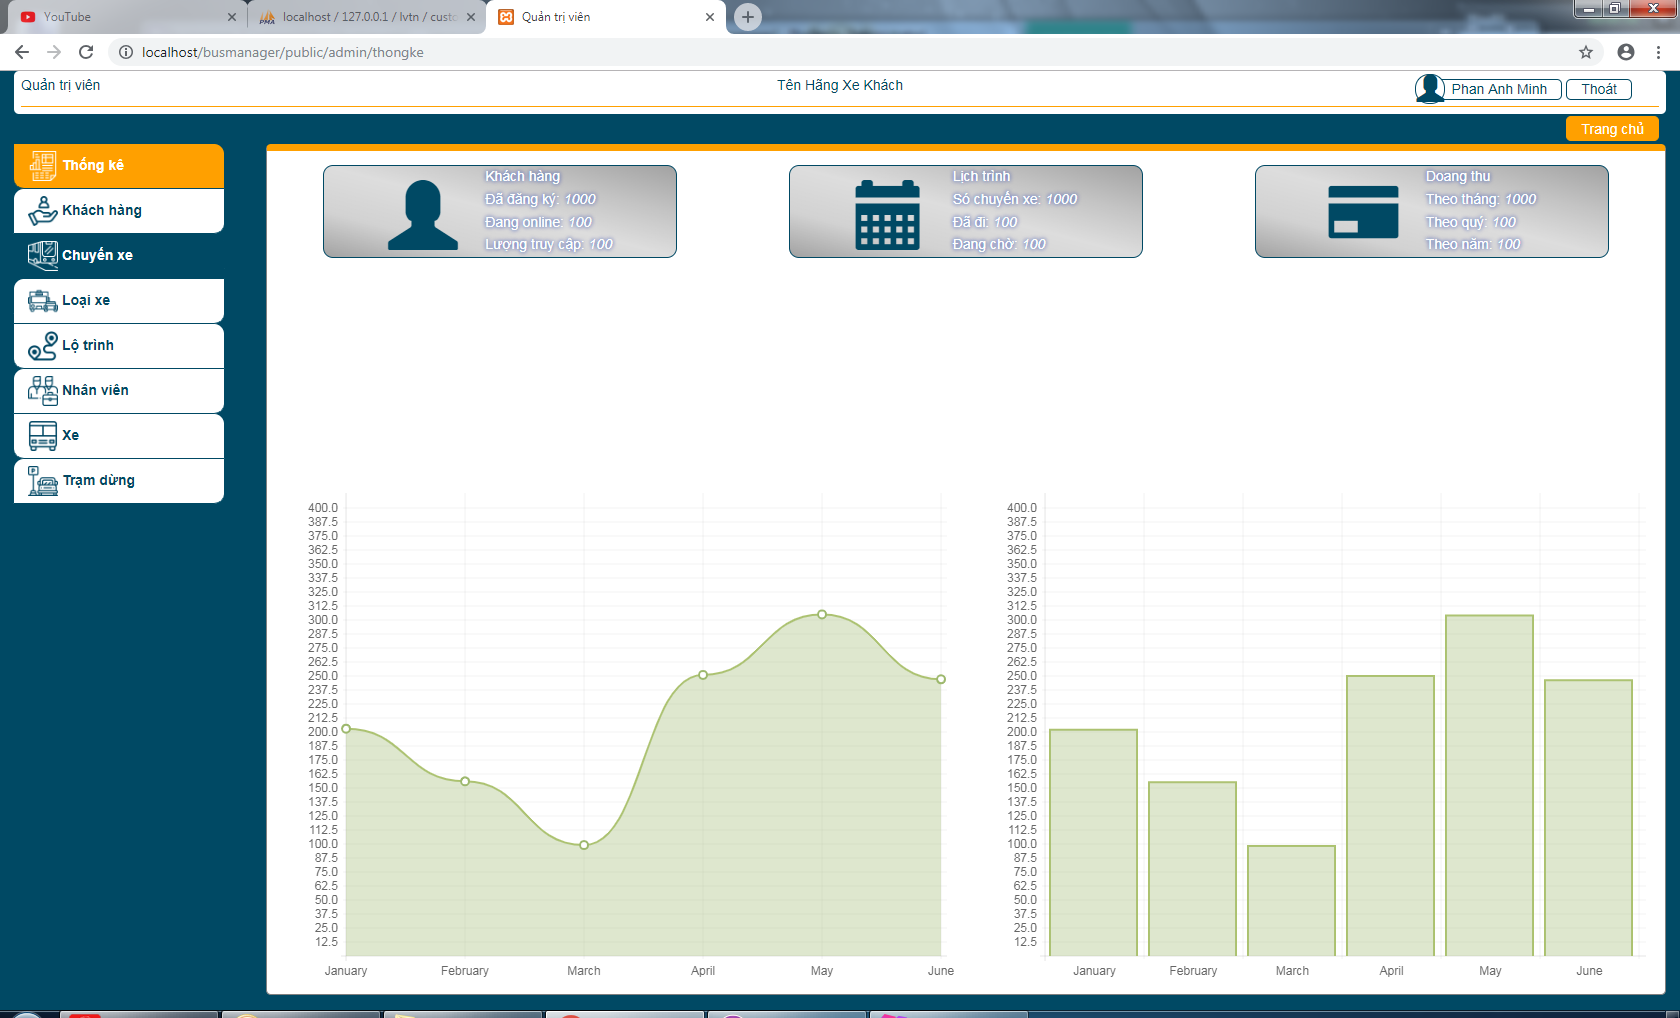 YouTube
localhost / 127.0.0.1 / lvtn / custo
Quản trị viên
localhost/busmanager/public/admin/thongke
Quản trị viên
Tên Hãng Xe Khách
Phan Anh Minh
Thoát
Trang chủ
Thống kê
Khách hàng
Chuyến xe
Loại xe
Lộ trình
Nhân viên
Xe
Trạm dừng
Khách hàng
Đã đăng ký: 1000
Đang online: 100
Lượng truy cập: 100
Lịch trình
Số chuyến xe: 1000
Đã đi: 100
Đang chờ: 100
Doang thu
Theo tháng: 1000
Theo quý: 100
Theo năm: 100
400.0
387.5
375.0
362.5
350.0
337.5
325.0
312.5
300.0
287.5
275.0
262.5
250.0
237.5
225.0
212.5
200.0
187.5
175.0
162.5
150.0
137.5
125.0
112.5
100.0
87.5
75.0
62.5
50.0
37.5
25.0
12.5
January February March April May June
400.0
387.5
375.0
362.5
350.0
337.5
325.0
312.5
300.0
287.5
275.0
262.5
250.0
237.5
225.0
212.5
200.0
187.5
175.0
162.5
150.0
137.5
125.0
112.5
100.0
87.5
75.0
62.5
50.0
37.5
25.0
12.5
January February March April May June